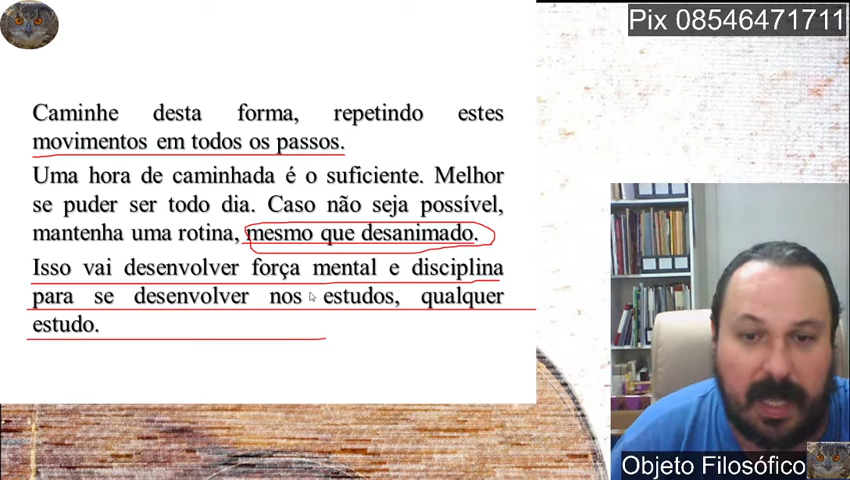 Pix 08546471711
Caminhe desta forma, repetindo estes
movimentos em todos os passos.
Uma hora de caminhada é o suficiente. Melhor
se puder ser todo dia. Caso não seja possível,
mantenha uma rotina, mesmo que desanimado.
Isso vai desenvolver força mental e disciplina
para se desenvolver nos estudos, qualquer
estudo.
Objeto Filosófico